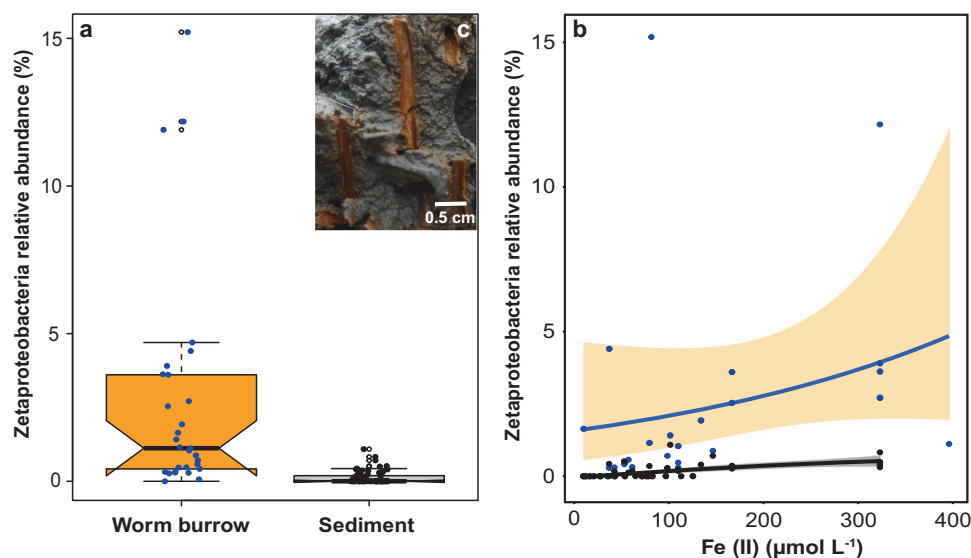 a
c
Zetaproteobacteria relative abundance (%)
15
10
5
0
0.5 cm
Worm burrow
Sediment
b
Zetaproteobacteria relative abundance (%)
15
10
5
0
0
100
200
300
400
Fe (II) (µmol L⁻¹)